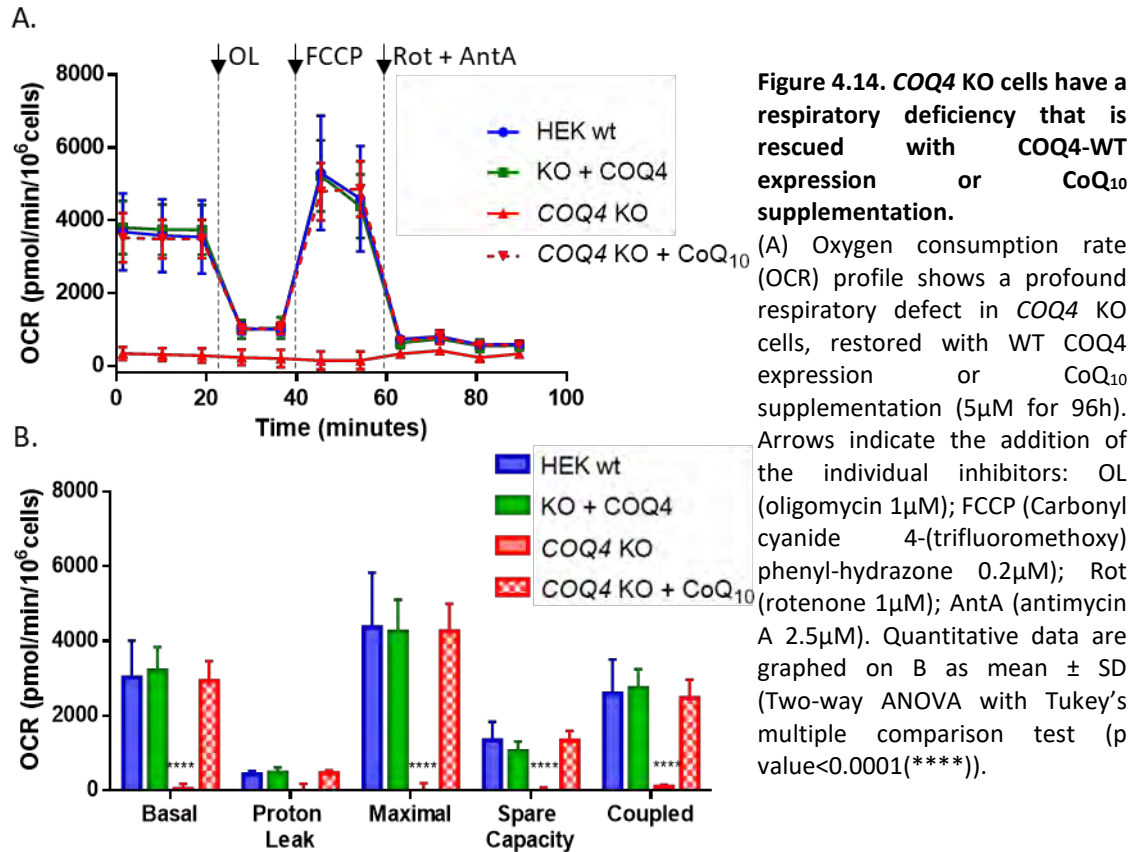 A.
OL
FCCP
Rot + AntA
8000
6000
4000
2000
0
OCR (pmol/min/10⁶cells)
HEK wt
KO + COQ4
COQ4 KO
COQ4 KO + CoQ₁₀
0 20 40 60 80 100
Time (minutes)
B.
8000
6000
4000
2000
0
OCR (pmol/min/10⁶cells)
HEK wt
KO + COQ4
COQ4 KO
COQ4 KO + CoQ₁₀
****
****
****
****
Basal Proton Maximal Spare Coupled
Leak Capacity
Figure 4.14. COQ4 KO cells have a
respiratory deficiency that is
rescued with COQ4-WT
expression or CoQ₁₀
supplementation.
(A) Oxygen consumption rate
(OCR) profile shows a profound
respiratory defect in COQ4 KO
cells, restored with WT COQ4
expression or CoQ₁₀
supplementation (5µM for 96h).
Arrows indicate the addition of
the individual inhibitors: OL
(oligomycin 1µM); FCCP (Carbonyl
cyanide 4-(trifluoromethoxy)
phenyl-hydrazone 0.2µM); Rot
(rotenone 1µM); AntA (antimycin
A 2.5µM). Quantitative data are
graphed on B as mean ± SD
(Two-way ANOVA with Tukey’s
multiple comparison test (p
value<0.0001(****)).